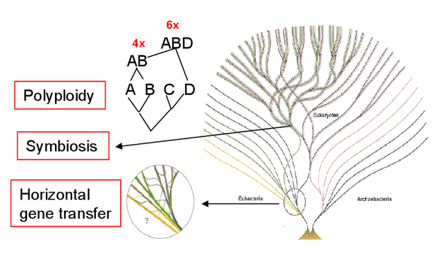 6x
4x
ABD
AB
A B C D
Polyploidy
Symbiosis
Horizontal
gene transfer
?
Eukaryotes
Eubacteria
Archaebacteria